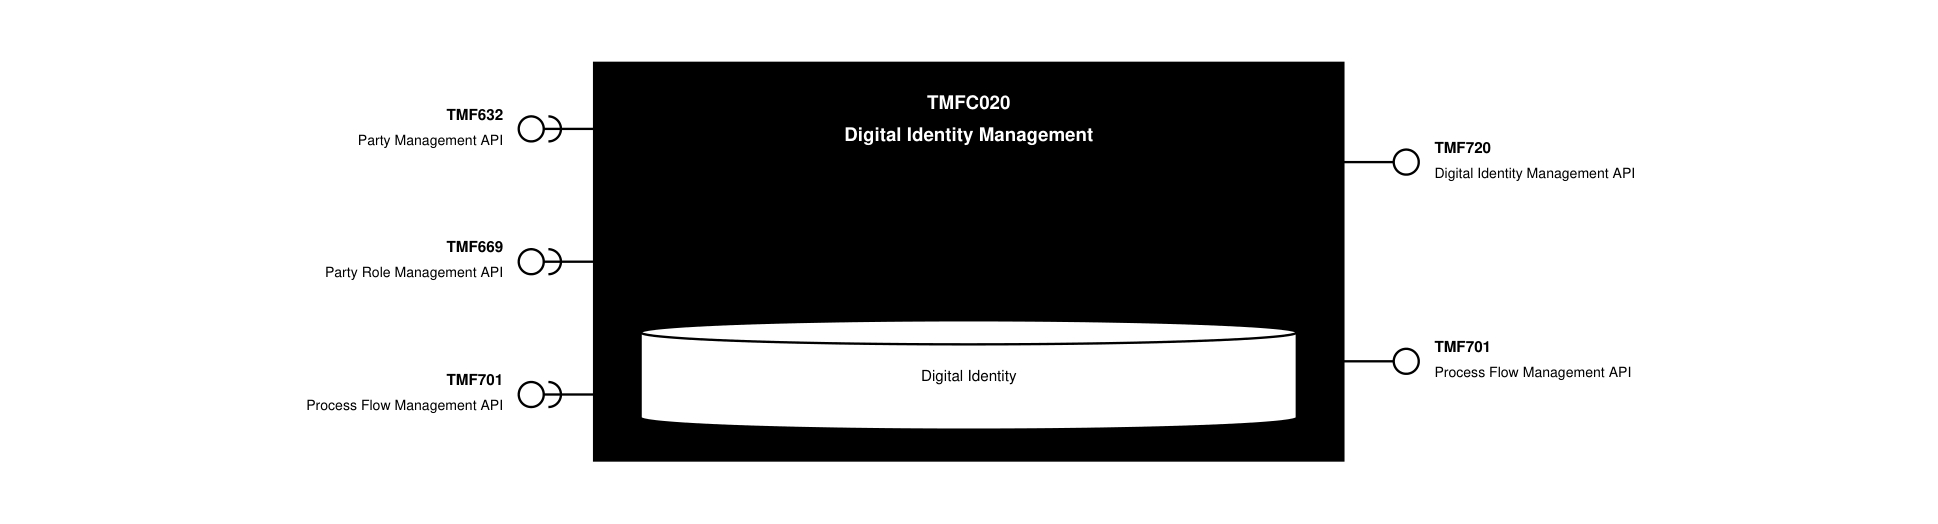 TMFC020
Digital Identity Management
TMF632
Party Management API
TMF669
Party Role Management API
TMF701
Process Flow Management API
Digital Identity
TMF720
Digital Identity Management API
TMF701
Process Flow Management API